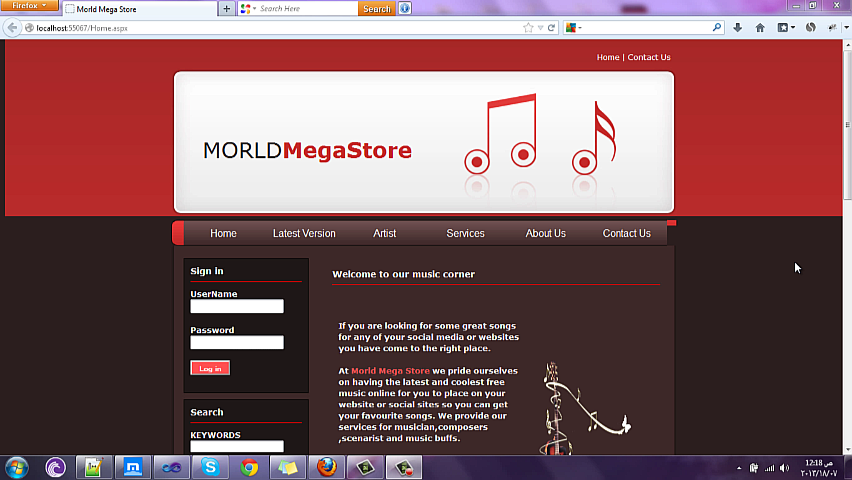 Firefox
Morld Mega Store
Search Here
Search
localhost:55067/Home.aspx
Home | Contact Us
MORLDMegaStore
Home
Latest Version
Artist
Services
About Us
Contact Us
Sign in
UserName
Password
Log in
Search
KEYWORDS
Welcome to our music corner
If you are looking for some great songs
for any of your social media or websites
you have come to the right place.
At Morld Mega Store we pride ourselves
on having the latest and coolest free
music online for you to place on your
website or social sites so you can get
your favourite songs. We provide our
services for musician,composers
,scenarist and music buffs.
12:18 ص